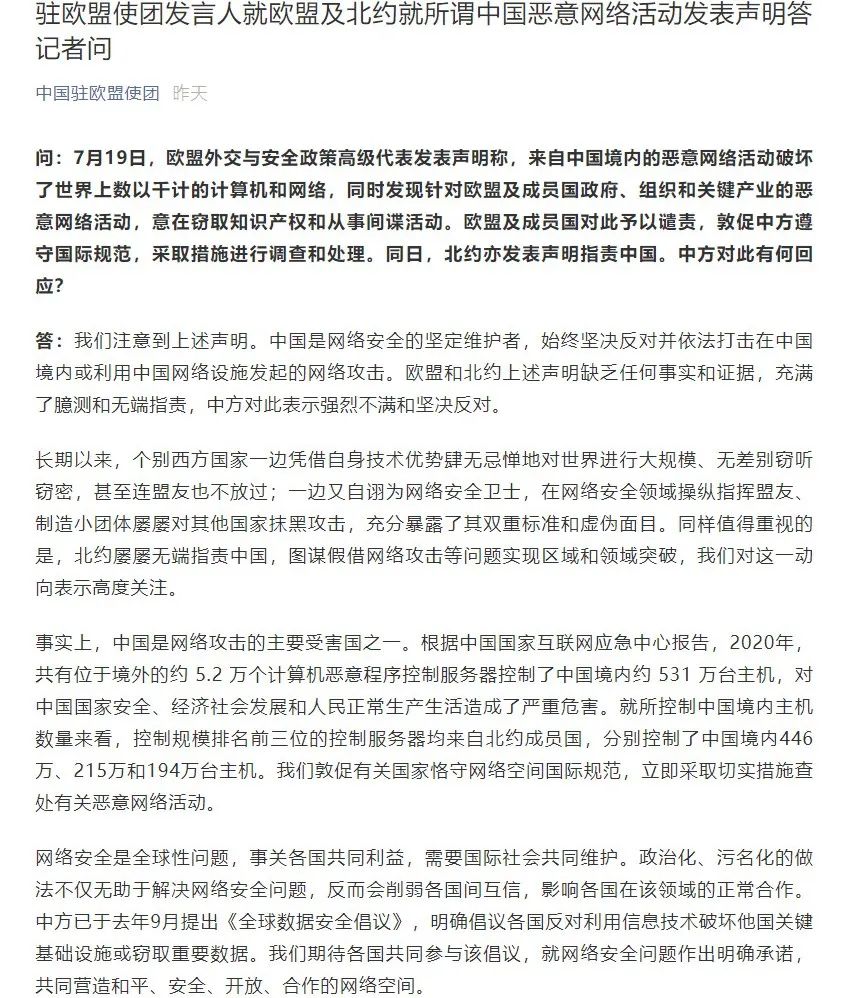 驻欧盟使团发言人就欧盟及北约就所谓中国恶意网络活动发表声明答
记者问
中国驻欧盟使团 昨天
问：7月19日，欧盟外交与安全政策高级代表发表声明称，来自中国境内的恶意网络活动破坏
了世界上数以千计的计算机和网络，同时发现针对欧盟及成员国政府、组织和关键产业的恶
意网络活动，意在窃取知识产权和从事间谍活动。欧盟及成员国对此予以谴责，敦促中方遵
守国际规范，采取措施进行调查和处理。同日，北约亦发表声明指责中国。中方对此有何回
应？
答：我们注意到上述声明。中国是网络安全的坚定维护者，始终坚决反对并依法打击在中国
境内或利用中国网络设施发起的网络攻击。欧盟和北约上述声明缺乏任何事实和证据，充满
了臆测和无端指责，中方对此表示强烈不满和坚决反对。
长期以来，个别西方国家一边凭借自身技术优势肆无忌惮地对世界进行大规模、无差别窃听
窃密，甚至连盟友也不放过；一边又自诩为网络安全卫士，在网络安全领域操纵指挥盟友、
制造小团体屡屡对其他国家抹黑攻击，充分暴露了其双重标准和虚伪面目。同样值得重视的
是，北约屡屡无端指责中国，图谋假借网络攻击等问题实现区域和领域突破，我们对这一动
向表示高度关注。
事实上，中国是网络攻击的主要受害国之一。根据中国国家互联网应急中心报告，2020年，
共有位于境外的约 5.2 万个计算机恶意程序控制服务器控制了中国境内约 531 万台主机，对
中国国家安全、经济社会发展和人民正常生产生活造成了严重危害。就所控制中国境内主机
数量来看，控制规模排名前三位的控制服务器均来自北约成员国，分别控制了中国境内446
万、215万和194万台主机。我们敦促有关国家恪守网络空间国际规范，立即采取切实措施查
处有关恶意网络活动。
网络安全是全球性问题，事关各国共同利益，需要国际社会共同维护。政治化、污名化的做
法不仅无助于解决网络安全问题，反而会削弱各国间互信，影响各国在该领域的正常合作。
中方已于去年9月提出《全球数据安全倡议》，明确倡议各国反对利用信息技术破坏他国关键
基础设施或窃取重要数据。我们期待各国共同参与该倡议，就网络安全问题作出明确承诺，
共同营造和平、安全、开放、合作的网络空间。